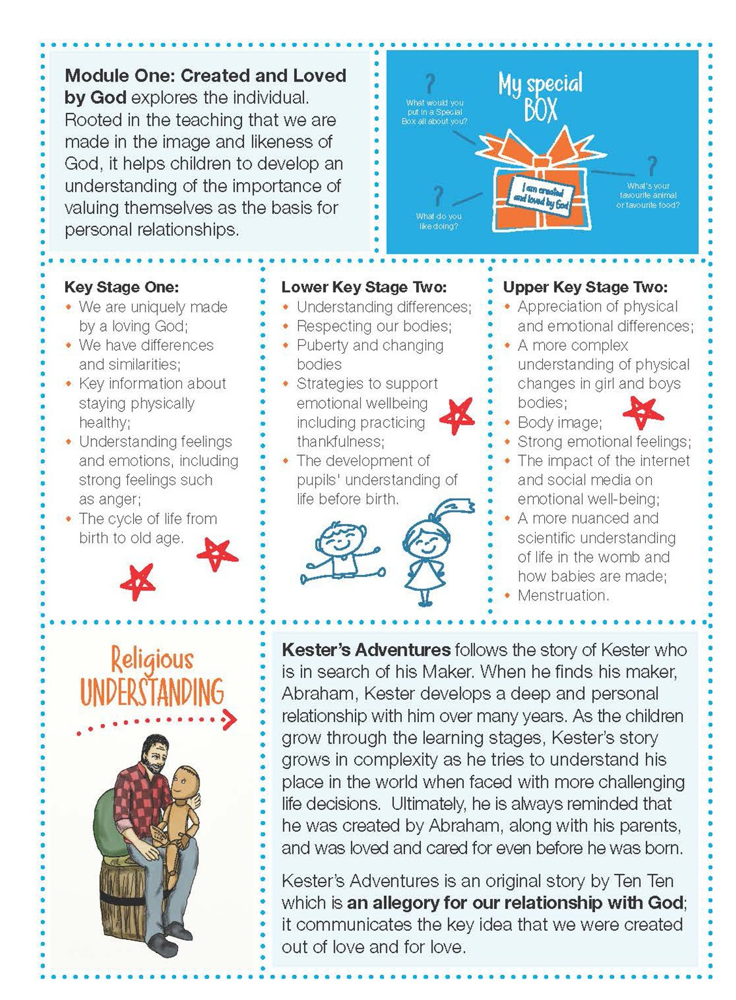 Module One: Created and Loved
by God explores the individual.
Rooted in the teaching that we are
made in the image and likeness of
God, it helps children to develop an
understanding of the importance of
valuing themselves as the basis for
personal relationships.
My special
BOX
?
What would you
put in a Special
Box all about you?
?
What's your
favourite animal
or favourite food?
?
What do you
like doing?
I am created
and loved by God
Key Stage One:
• We are uniquely made
by a loving God;
• We have differences
and similarities;
• Key information about
staying physically
healthy;
• Understanding feelings
and emotions, including
strong feelings such
as anger;
• The cycle of life from
birth to old age.
Lower Key Stage Two:
• Understanding differences;
• Respecting our bodies;
• Puberty and changing
bodies
• Strategies to support
emotional wellbeing
including practicing
thankfulness;
• The development of
pupils' understanding of
life before birth.
Upper Key Stage Two:
• Appreciation of physical
and emotional differences;
• A more complex
understanding of physical
changes in girl and boys
bodies;
• Body image;
• Strong emotional feelings;
• The impact of the internet
and social media on
emotional well-being;
• A more nuanced and
scientific understanding
of life in the womb and
how babies are made;
• Menstruation.
Religious
UNDERSTANDING
Kester's Adventures follows the story of Kester who
is in search of his Maker. When he finds his maker,
Abraham, Kester develops a deep and personal
relationship with him over many years. As the children
grow through the learning stages, Kester's story
grows in complexity as he tries to understand his
place in the world when faced with more challenging
life decisions. Ultimately, he is always reminded that
he was created by Abraham, along with his parents,
and was loved and cared for even before he was born.
Kester's Adventures is an original story by Ten Ten
which is an allegory for our relationship with God;
it communicates the key idea that we were created
out of love and for love.